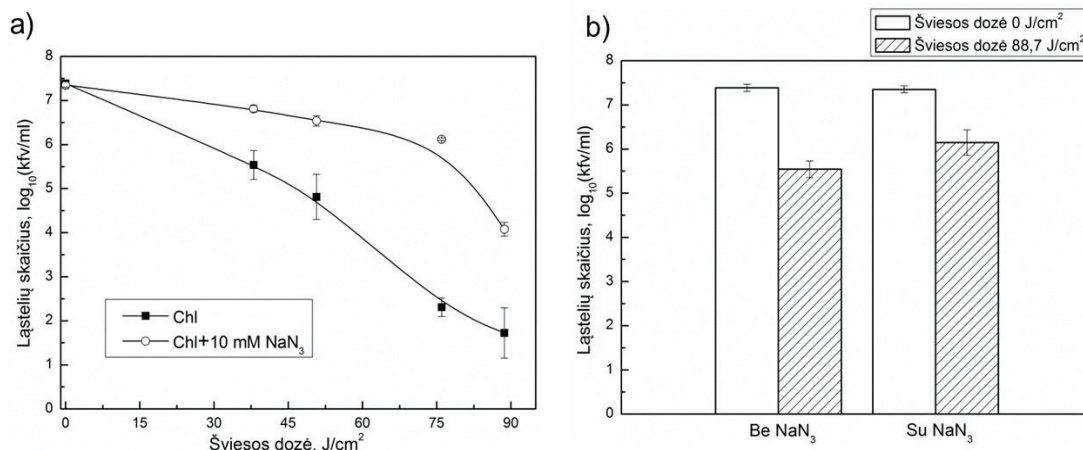 a)
Ląstelių skaičius, log₁₀(kfv/ml)
8
7
6
5
4
3
2
1
0
Chl
Chl+10 mM NaN₃
0 15 30 45 60 75 90
Šviesos dozė, J/cm²
b)
Šviesos dozė 0 J/cm²
Šviesos dozė 88,7 J/cm²
Ląstelių skaičius, log₁₀(kfv/ml)
8
7
6
5
4
3
2
1
0
Be NaN₃ Su NaN₃